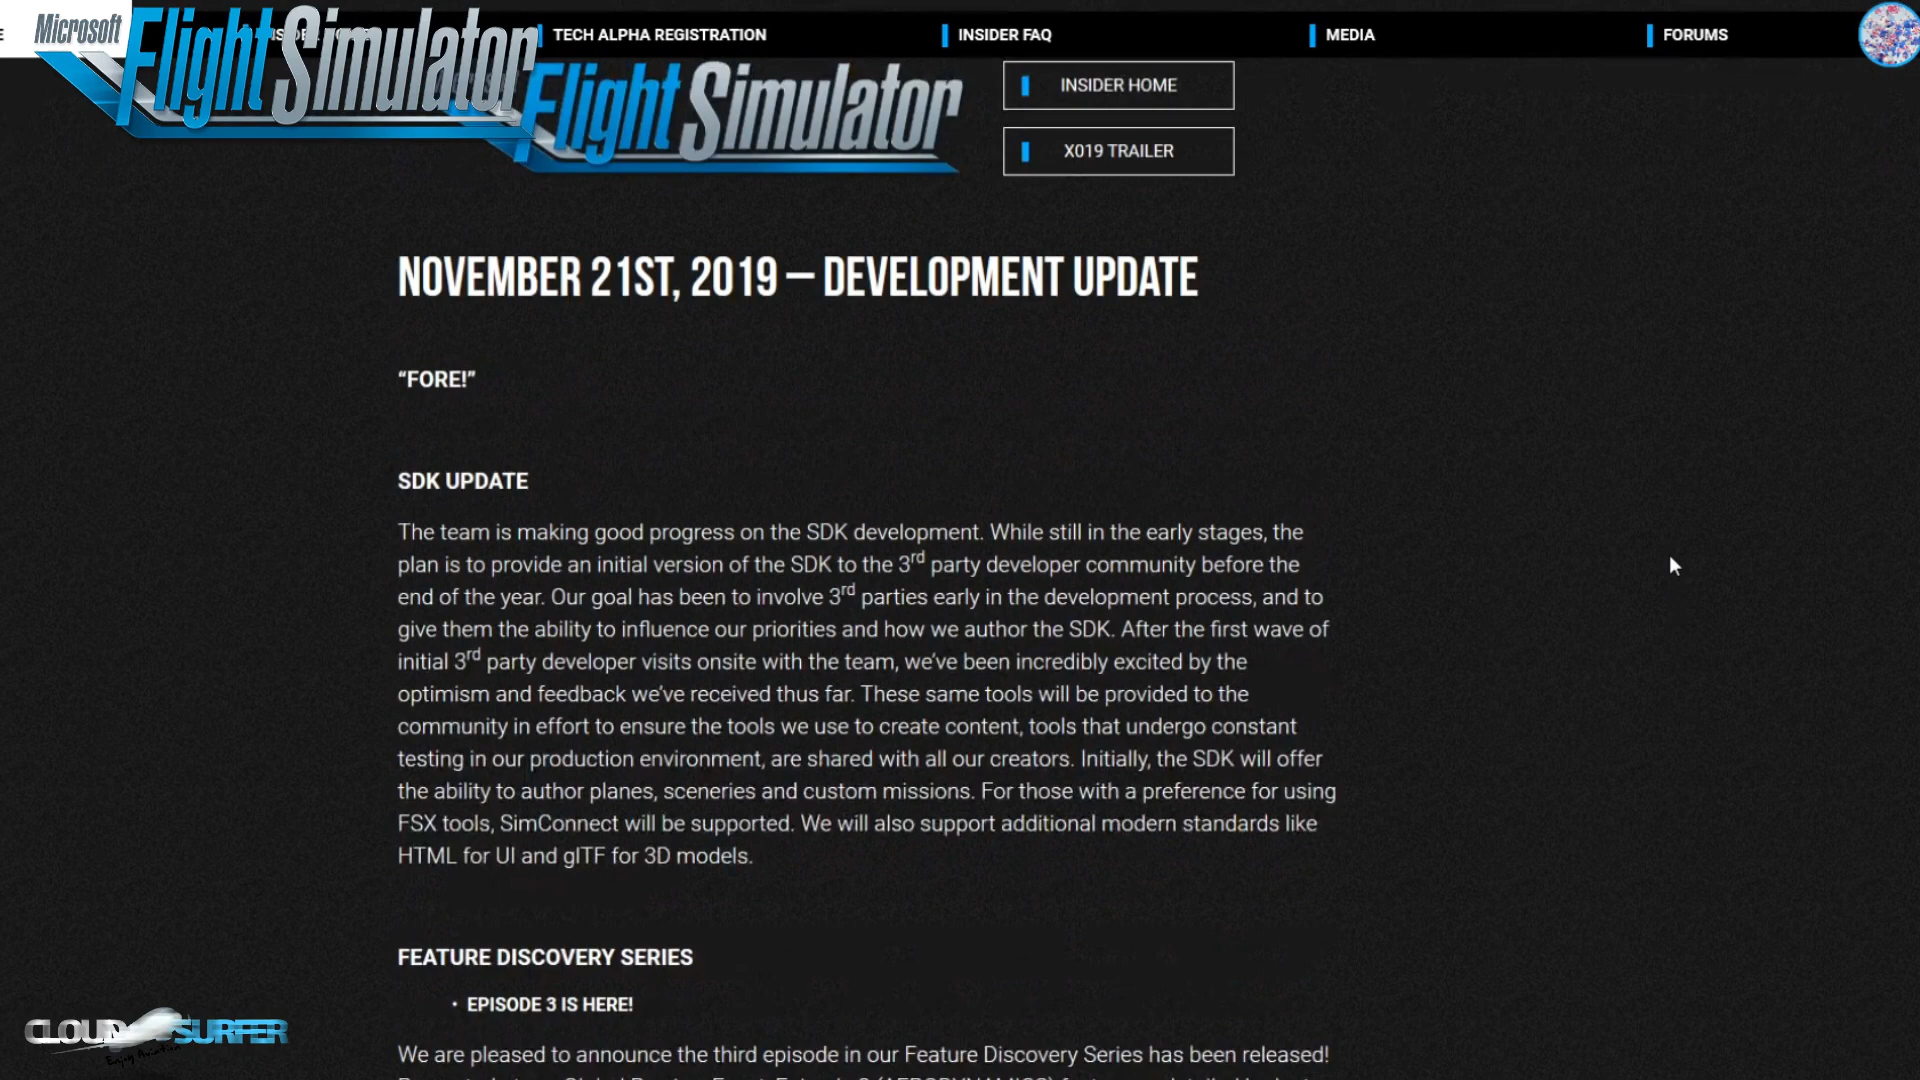 Microsoft
Flight Simulator
TECH ALPHA REGISTRATION
INSIDER FAQ
MEDIA
FORUMS
Flight Simulator
INSIDER HOME
X019 TRAILER
NOVEMBER 21ST, 2019 – DEVELOPMENT UPDATE
“FORE!”
SDK UPDATE
The team is making good progress on the SDK development. While still in the early stages, the
plan is to provide an initial version of the SDK to the 3rd party developer community before the
end of the year. Our goal has been to involve 3rd parties early in the development process, and to
give them the ability to influence our priorities and how we author the SDK. After the first wave of
initial 3rd party developer visits onsite with the team, we’ve been incredibly excited by the
optimism and feedback we’ve received thus far. These same tools will be provided to the
community in effort to ensure the tools we use to create content, tools that undergo constant
testing in our production environment, are shared with all our creators. Initially, the SDK will offer
the ability to author planes, sceneries and custom missions. For those with a preference for using
FSX tools, SimConnect will be supported. We will also support additional modern standards like
HTML for UI and glTF for 3D models.
FEATURE DISCOVERY SERIES
• EPISODE 3 IS HERE!
CLOUD SURFER
Enjoy Aviation
We are pleased to announce the third episode in our Feature Discovery Series has been released!